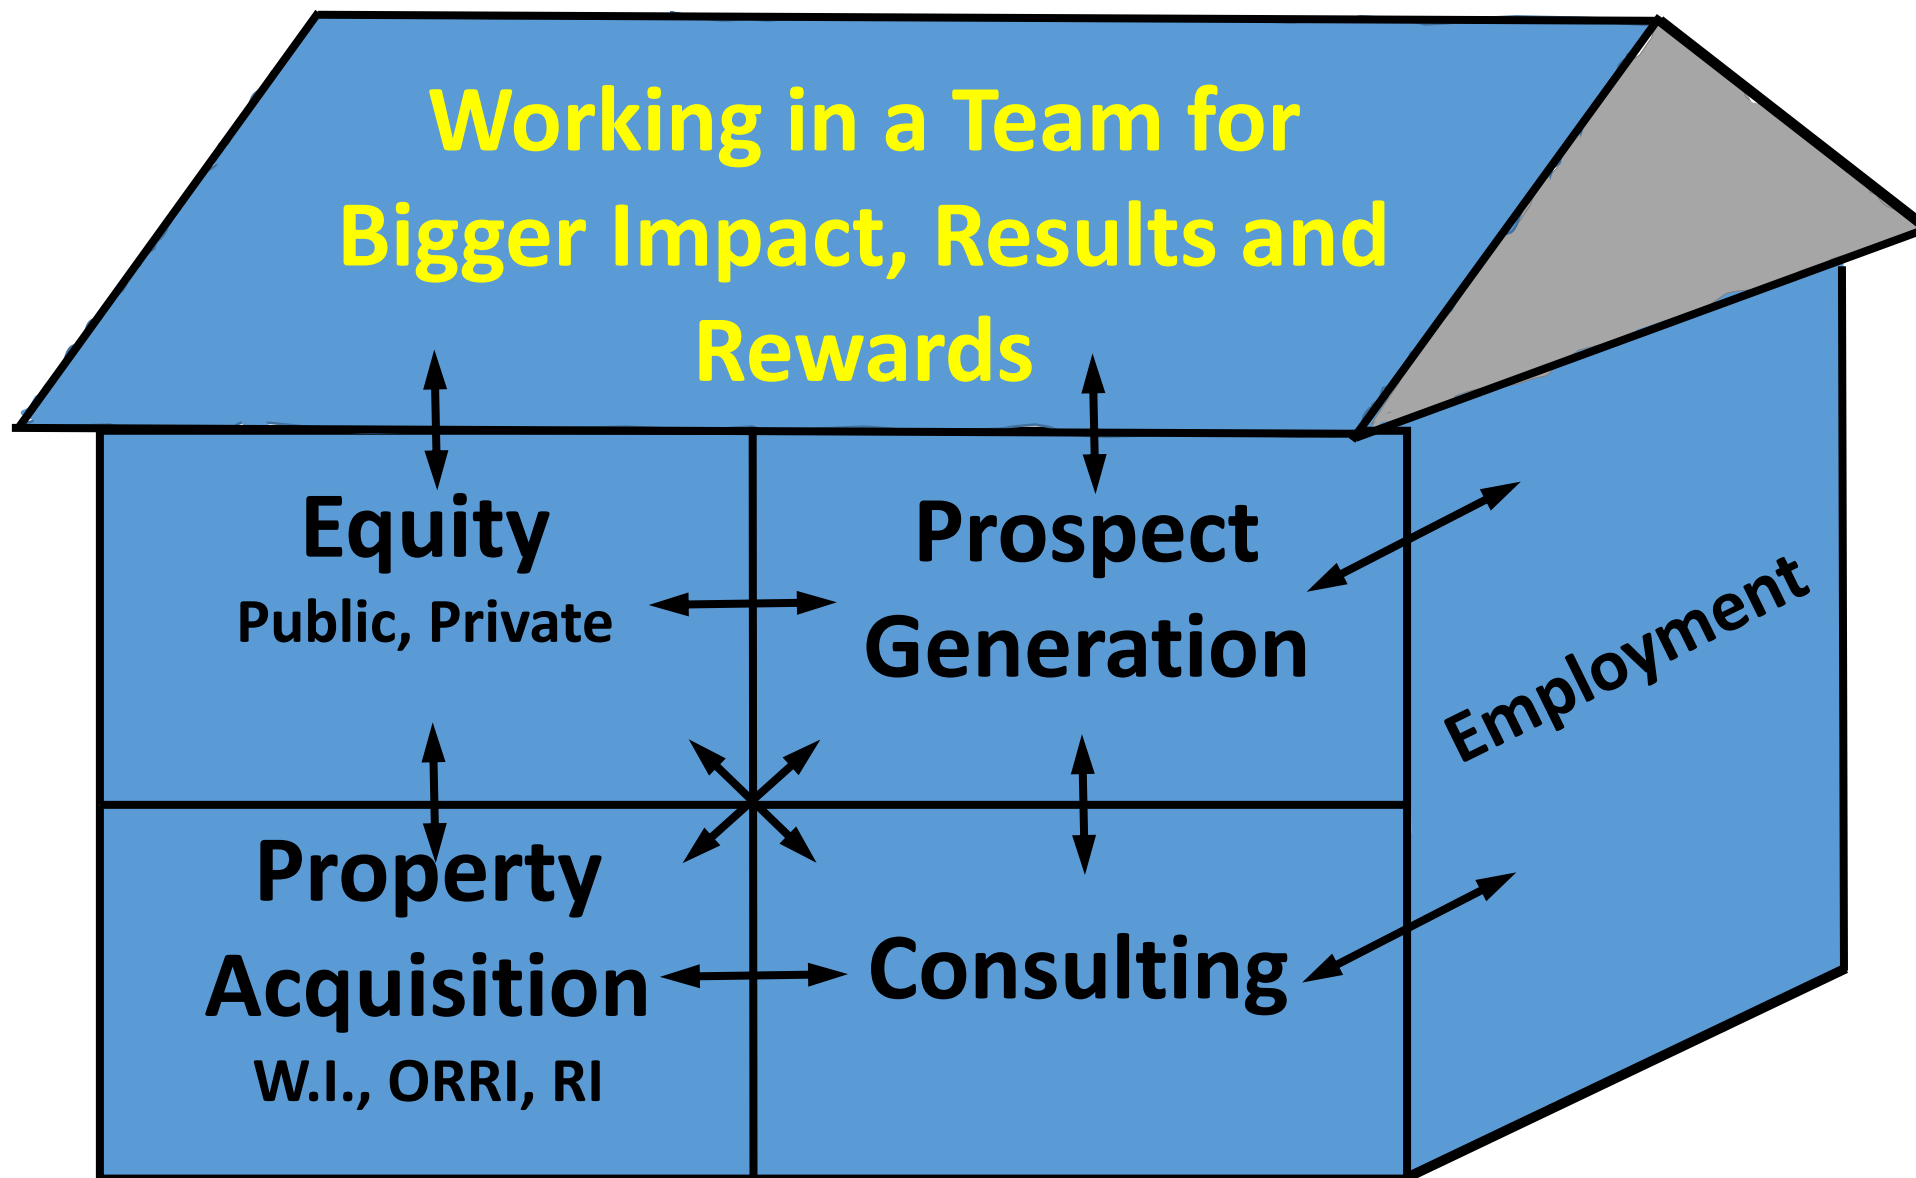 Working in a Team for
Bigger Impact, Results and
Rewards
Equity
Public, Private
Prospect
Generation
Employment
Property
Acquisition
W.I., ORRI, RI
Consulting